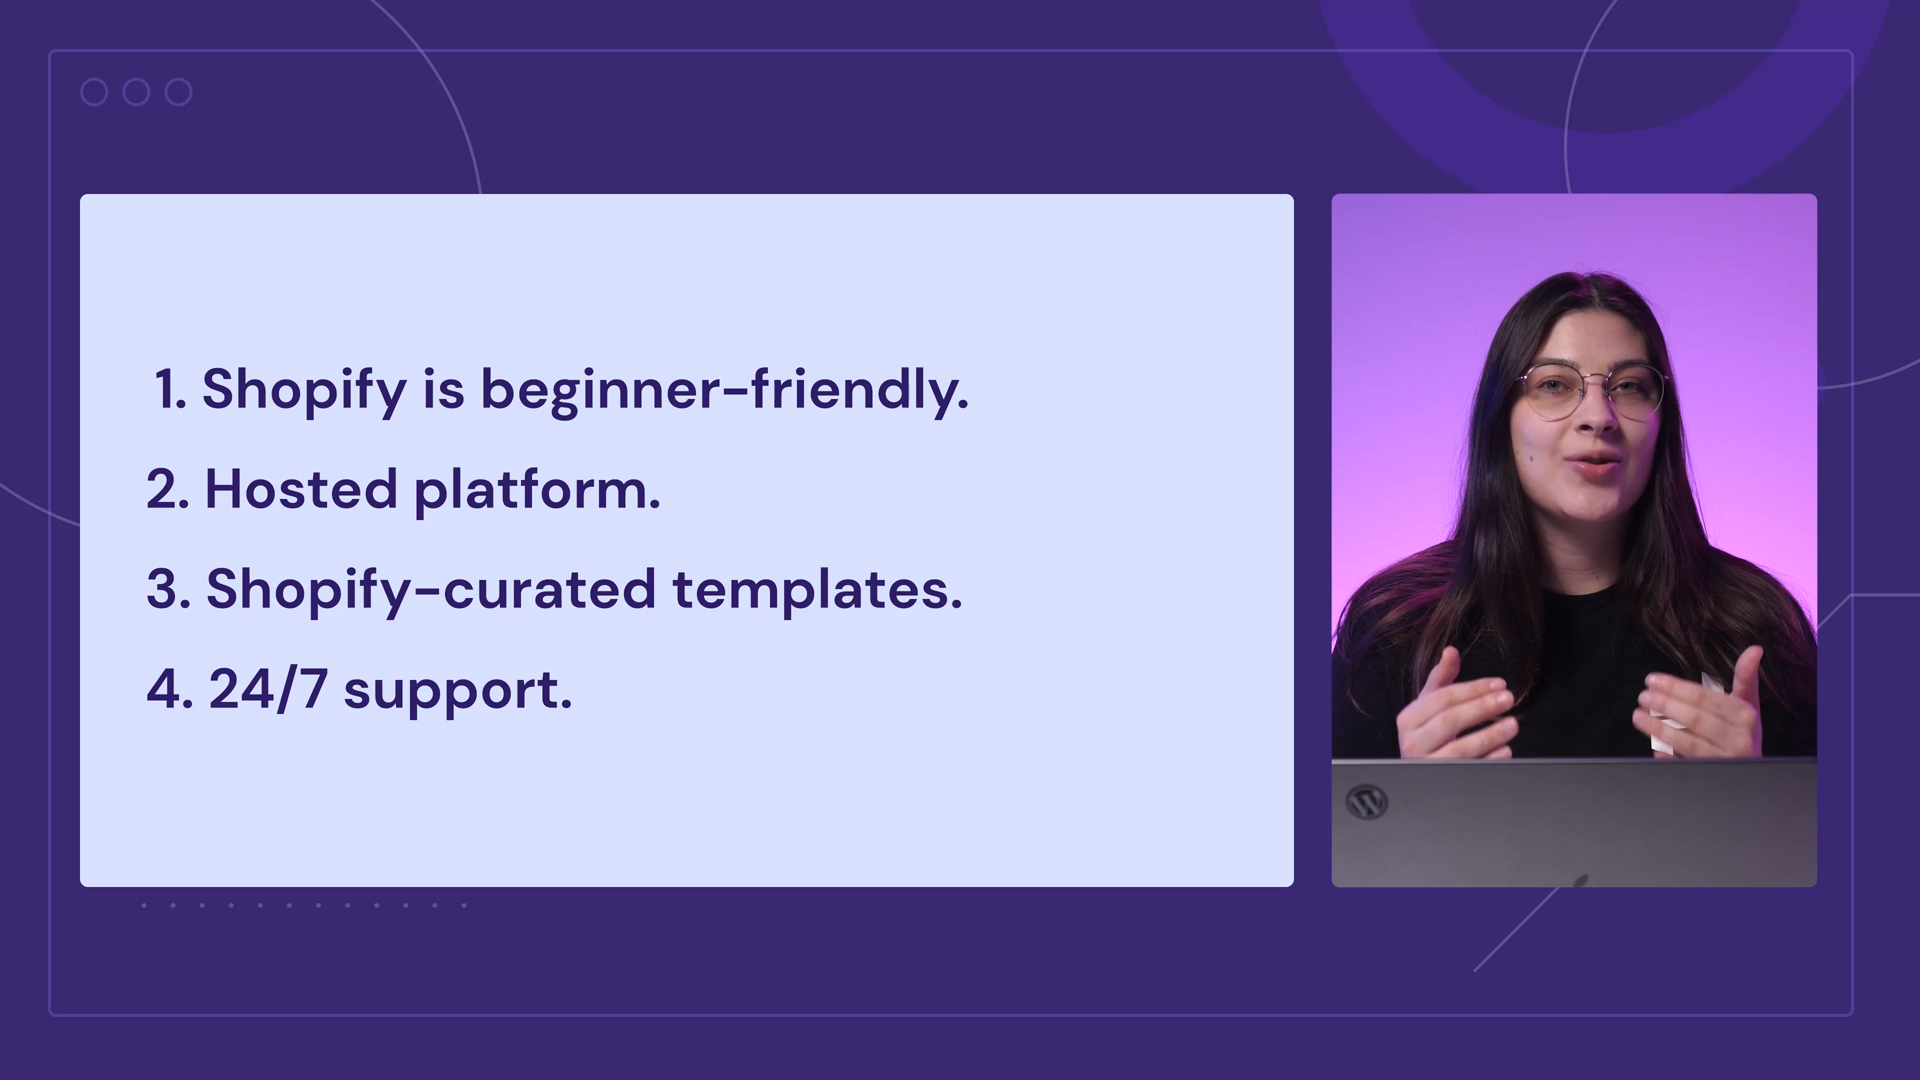 1. Shopify is beginner-friendly.
2. Hosted platform.
3. Shopify-curated templates.
4. 24/7 support.